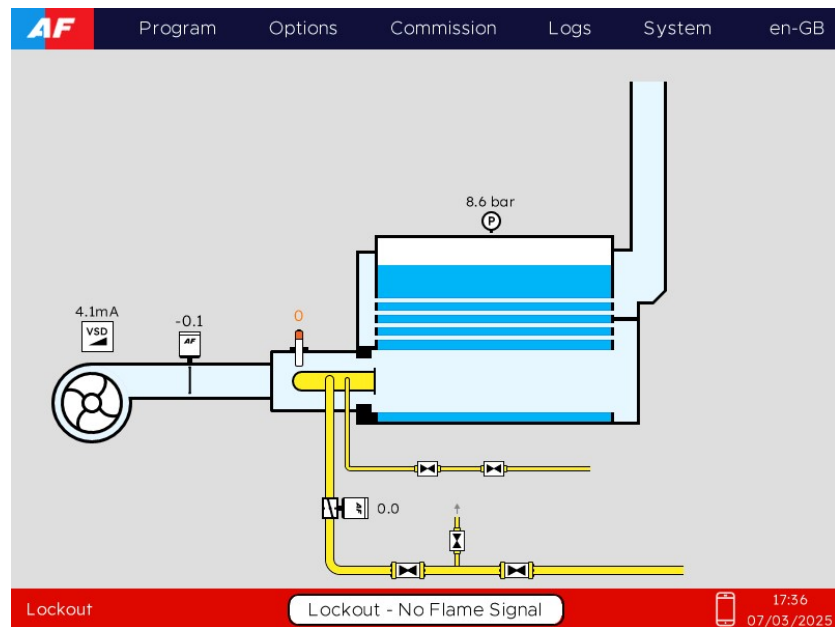 AF Program Options Commission Logs System en-GB
8.6 bar
P
4.1mA
VSD
-0.1
AF
0
0.0
AF
Lockout
Lockout - No Flame Signal
17:36
07/03/2025